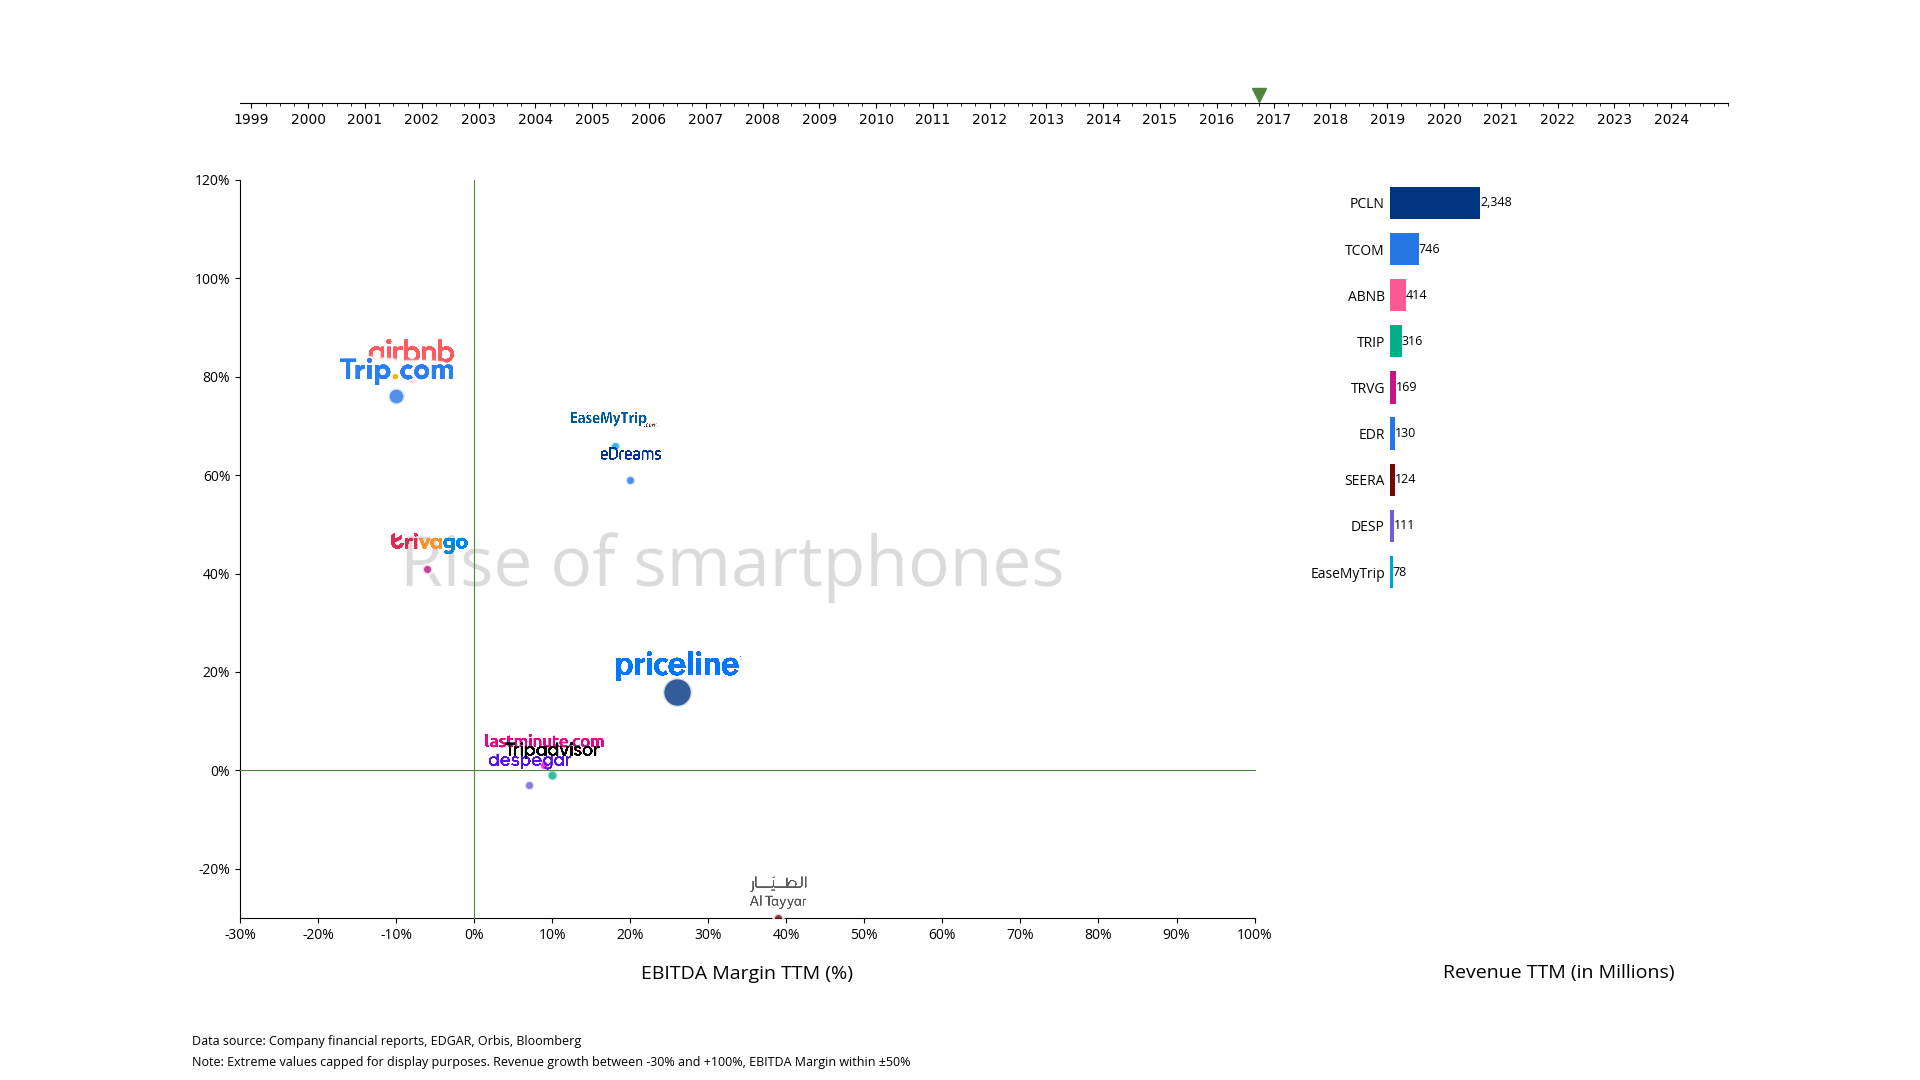 1999 2000 2001 2002 2003 2004 2005 2006 2007 2008 2009 2010 2011 2012 2013 2014 2015 2016 2017 2018 2019 2020 2021 2022 2023 2024
120%
100%
80%
60%
40%
20%
0%
-20%
airbnb
Trip.com
EaseMyTrip.com
eDreams
trivago
Rise of smartphones
priceline
lastminute.com
Tripadvisor
despegar
الطيّار
Al Tayyar
-30% -20% -10% 0% 10% 20% 30% 40% 50% 60% 70% 80% 90% 100%
EBITDA Margin TTM (%)
PCLN 2,348
TCOM 746
ABNB 414
TRIP 316
TRVG 169
EDR 130
SEERA 124
DESP 111
EaseMyTrip 78
Revenue TTM (in Millions)
Data source: Company financial reports, EDGAR, Orbis, Bloomberg
Note: Extreme values capped for display purposes. Revenue growth between -30% and +100%, EBITDA Margin within ±50%